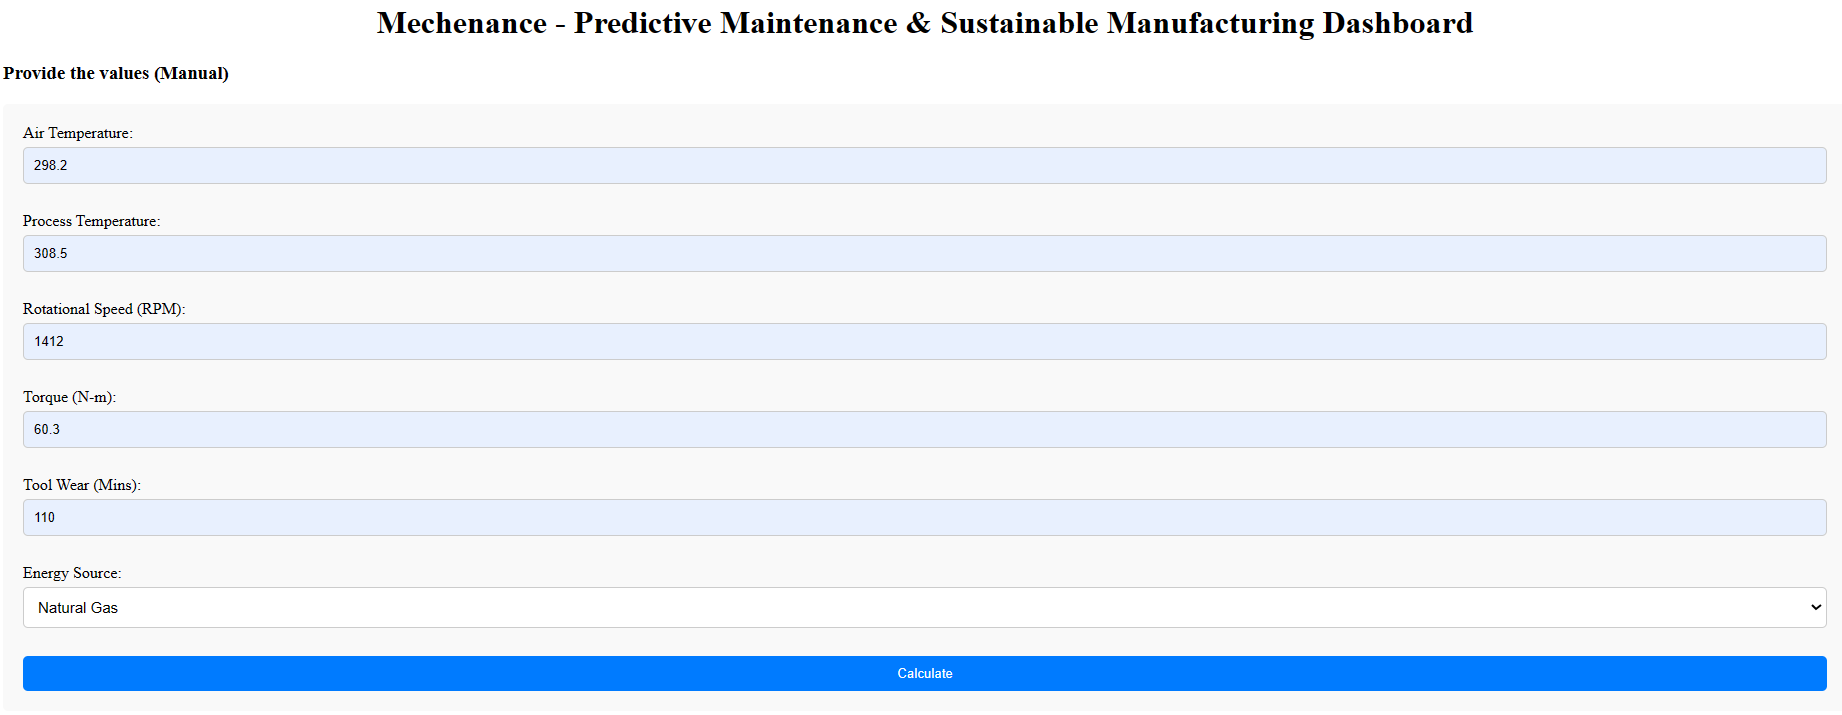 Mechenance - Predictive Maintenance & Sustainable Manufacturing Dashboard
Provide the values (Manual)
Air Temperature:
298.2
Process Temperature:
308.5
Rotational Speed (RPM):
1412
Torque (N-m):
60.3
Tool Wear (Mins):
110
Energy Source:
Natural Gas
Calculate